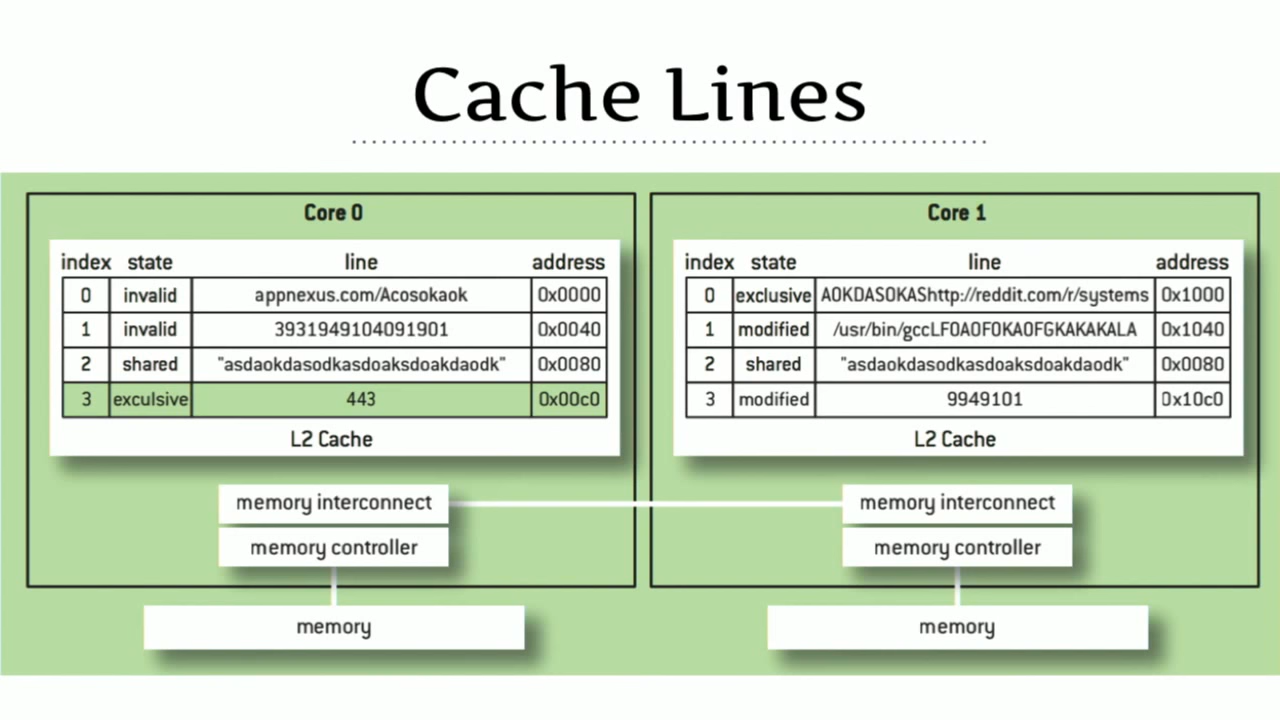 Cache Lines
Core 0
index state line address
0 invalid appnexus.com/Acosokaok 0x0000
1 invalid 3931949104091901 0x0040
2 shared "asdaokdasodkasdoaksdoakdaodk" 0x0080
3 exculsive 443 0x00c0
L2 Cache
memory interconnect
memory controller
memory
Core 1
index state line address
0 exclusive AOKDASOKAShttp://reddit.com/r/systems 0x1000
1 modified /usr/bin/gccLFOAOFOKAOFGKAKAKALA 0x1040
2 shared "asdaokdasodkasdoaksdoakdaodk" 0x0080
3 modified 9949101 0x10c0
L2 Cache
memory interconnect
memory controller
memory